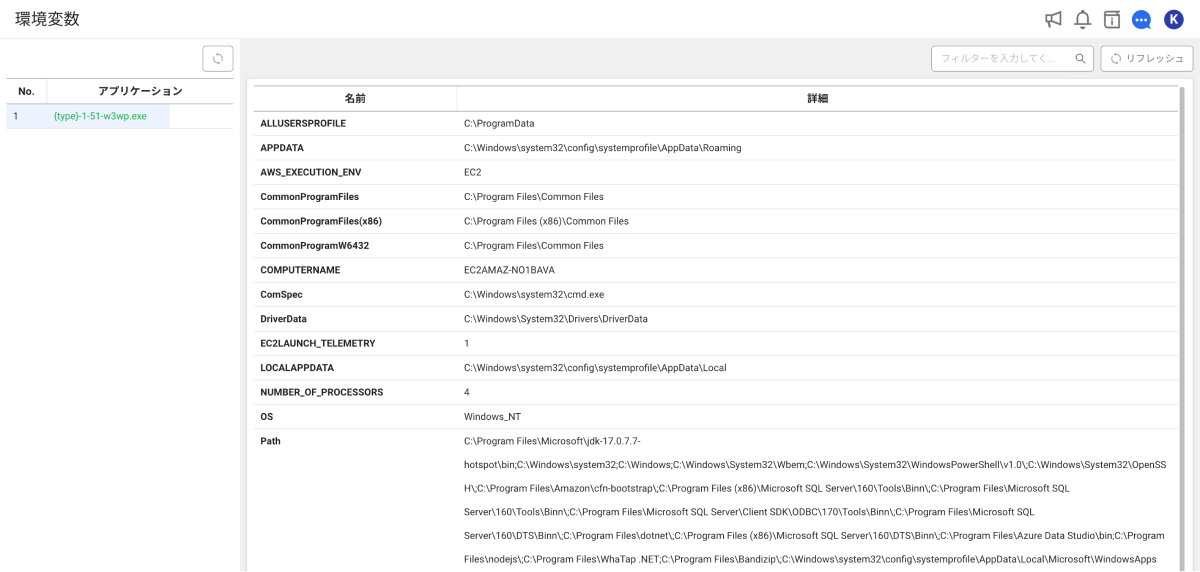 環境変数
K
フィルターを入力してく...
リフレッシュ
No. アプリケーション
1 {type}-1-51-w3wp.exe
名前 詳細
ALLUSERSPROFILE C:\ProgramData
APPDATA C:\Windows\system32\config\systemprofile\AppData\Roaming
AWS_EXECUTION_ENV EC2
CommonProgramFiles C:\Program Files\Common Files
CommonProgramFiles(x86) C:\Program Files (x86)\Common Files
CommonProgramW6432 C:\Program Files\Common Files
COMPUTERNAME EC2AMAZ-NO1BAVA
ComSpec C:\Windows\system32\cmd.exe
DriverData C:\Windows\System32\Drivers\DriverData
EC2LAUNCH_TELEMETRY 1
LOCALAPPDATA C:\Windows\system32\config\systemprofile\AppData\Local
NUMBER_OF_PROCESSORS 4
OS Windows_NT
Path C:\Program Files\Microsoft\jdk-17.0.7.7-
hotspot\bin;C:\Windows\system32;C:\Windows;C:\Windows\System32\Wbem;C:\Windows\System32\WindowsPowerShell\v1.0\;C:\Windows\System32\OpenSS
H\;C:\Program Files\Amazon\cfn-bootstrap\;C:\Program Files (x86)\Microsoft SQL Server\160\Tools\Binn\;C:\Program Files\Microsoft SQL
Server\160\Tools\Binn\;C:\Program Files\Microsoft SQL Server\Client SDK\ODBC\170\Tools\Binn\;C:\Program Files\Microsoft SQL
Server\160\DTS\Binn\;C:\Program Files\dotnet\;C:\Program Files (x86)\Microsoft SQL Server\160\DTS\Binn\;C:\Program Files\Azure Data Studio\bin;C:\Program
Files\nodejs\;C:\Program Files\WhaTap .NET;C:\Program Files\Bandizip\;C:\Windows\system32\config\systemprofile\AppData\Local\Microsoft\WindowsApps